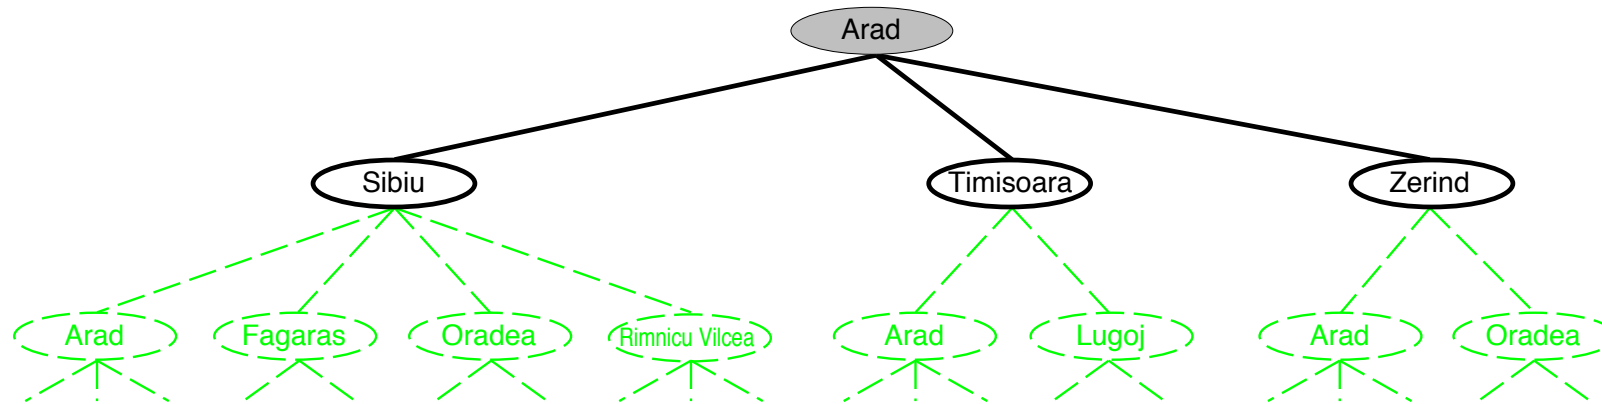 Arad
Sibiu
Timisoara
Zerind
Arad
Fagaras
Oradea
Rimnicu Vilcea
Arad
Lugoj
Arad
Oradea